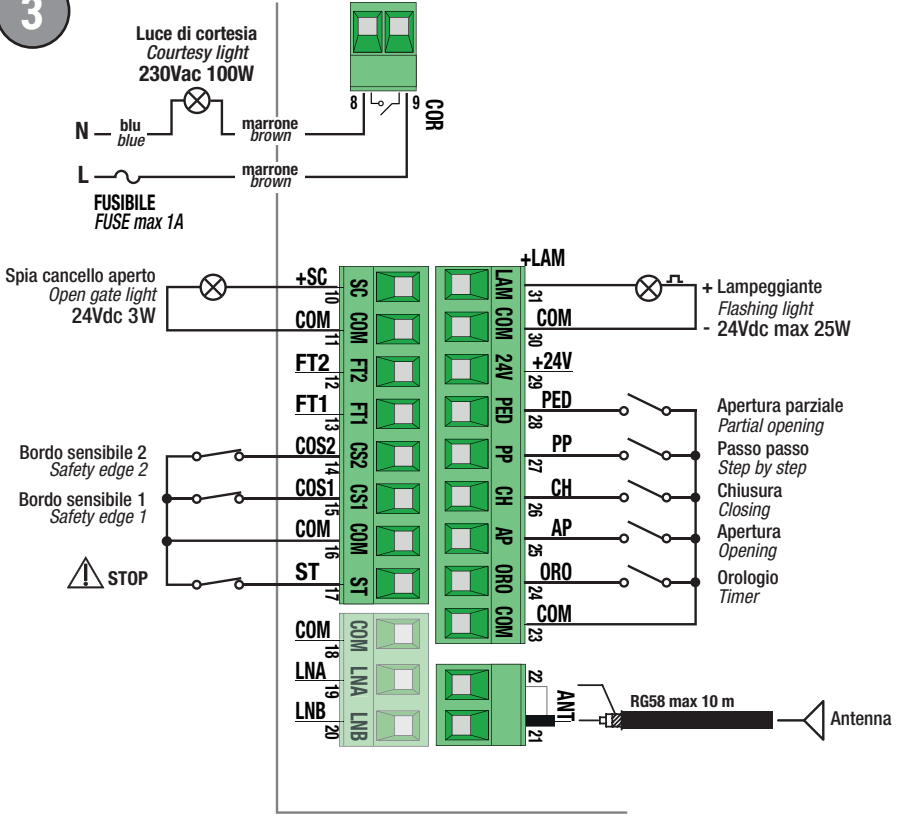 3
Luce di cortesia
Courtesy light
230Vac 100W
8
9
COR
N
blu
blue
marrone
brown
L
marrone
brown
FUSIBILE
FUSE max 1A
Spia cancello aperto
Open gate light
24Vdc 3W
+SC
10
SC
COM
11
COM
FT2
12
FT2
FT1
13
FT1
Bordo sensibile 2
Safety edge 2
COS2
14
CS2
Bordo sensibile 1
Safety edge 1
COS1
15
CS1
COM
16
COM
STOP
ST
17
ST
COM
18
COM
LNA
19
LNA
LNB
20
LNB
+LAM
LAM
31
+ Lampeggiante
Flashing light
- 24Vdc max 25W
COM
COM
30
24V
+24V
29
PED
PED
28
Apertura parziale
Partial opening
PP
PP
27
Passo passo
Step by step
CH
CH
26
Chiusura
Closing
AP
AP
25
Apertura
Opening
ORO
ORO
24
Orologio
Timer
COM
COM
23
22
ANT
21
RG58 max 10 m
Antenna